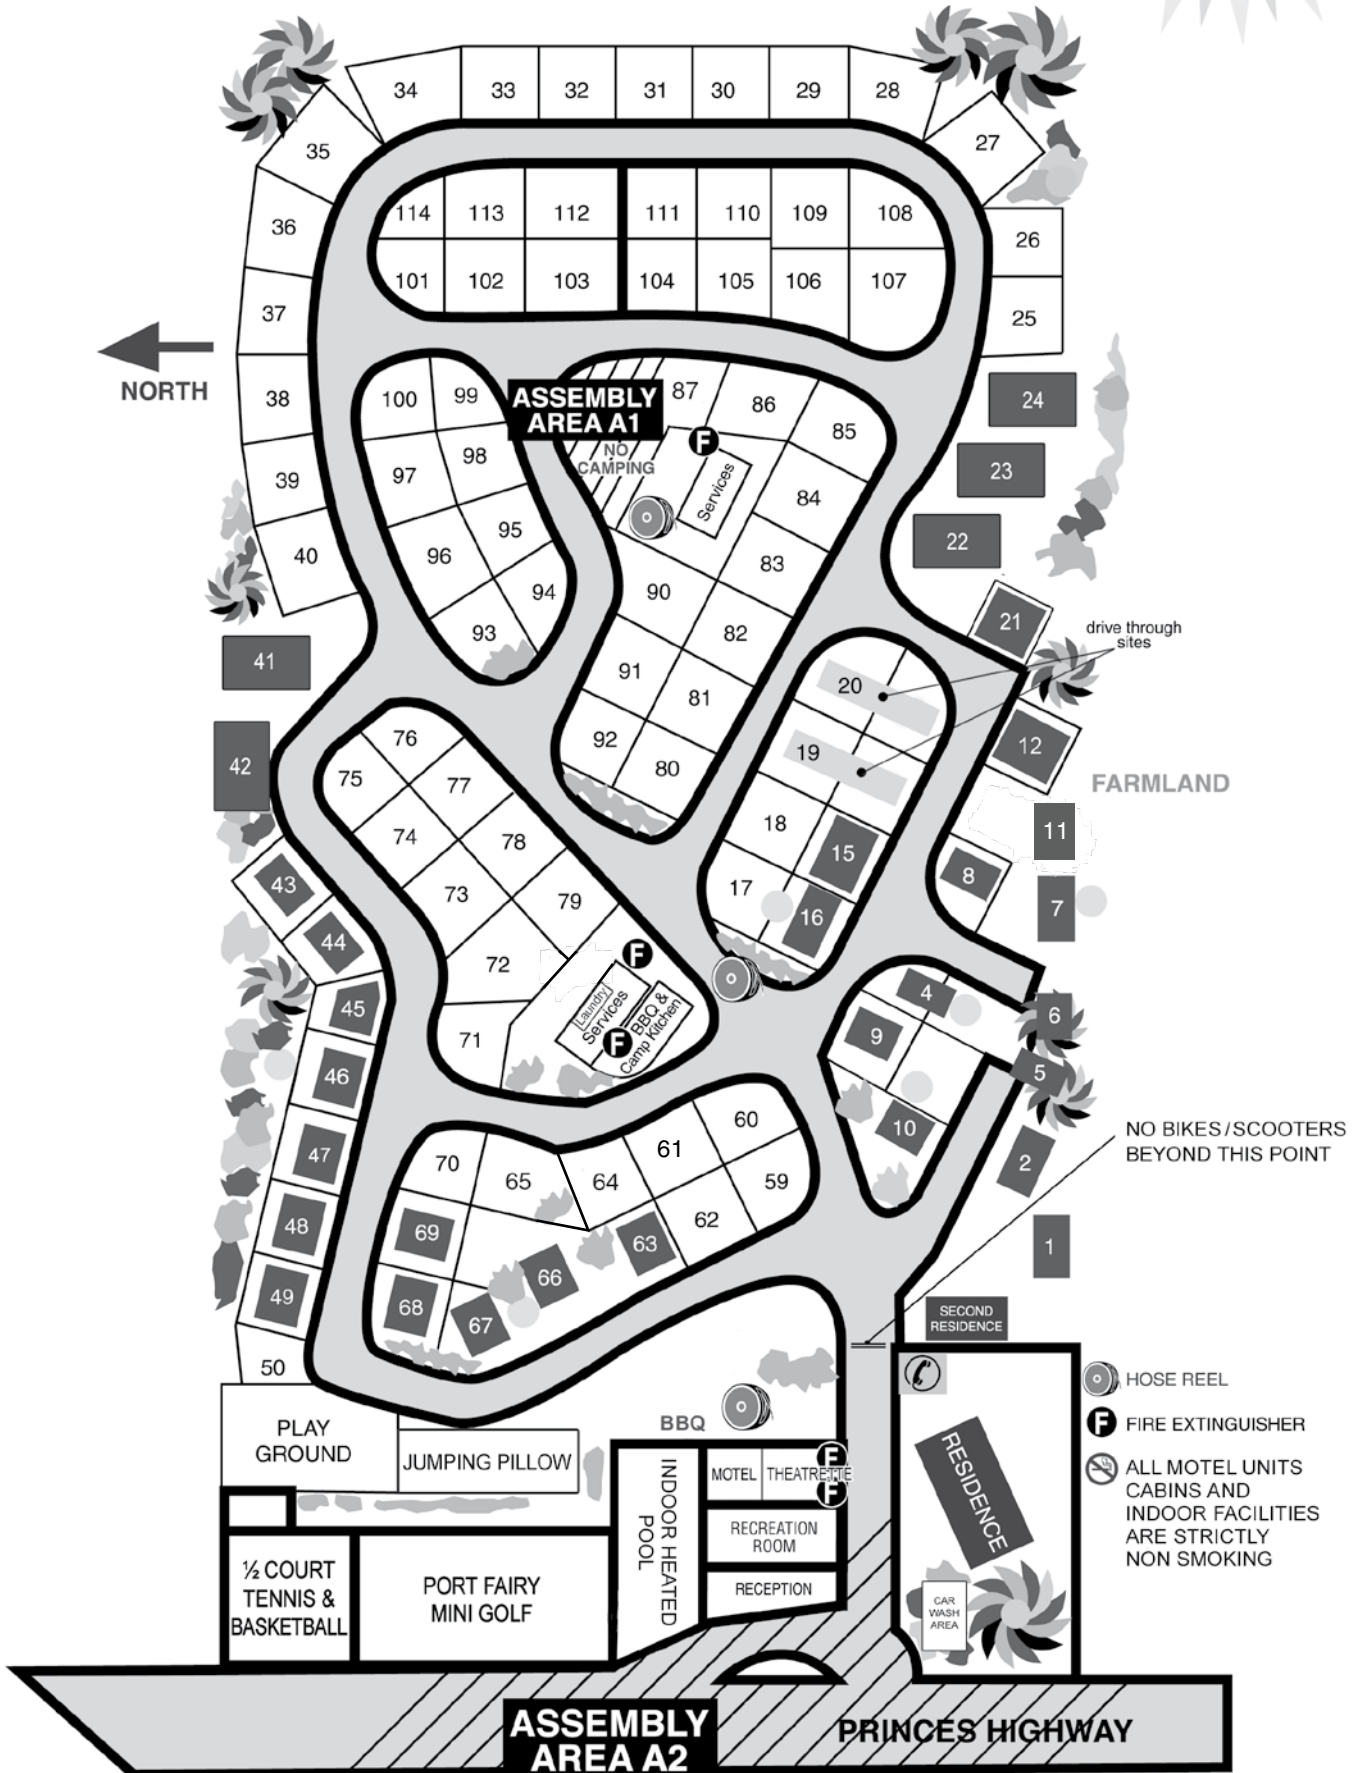 34
33
32
31
30
29
28
35
27
36
114
113
112
111
110
109
108
26
101
102
103
104
105
106
107
37
25
NORTH
38
100
99
ASSEMBLY
AREA A1
87
86
85
24
39
97
98
NO
CAMPING
F
Services
84
23
40
96
95
83
22
94
90
93
82
21
drive through
sites
41
91
81
20
42
92
80
19
12
FARMLAND
76
75
77
74
78
18
15
11
43
73
79
17
16
8
7
44
72
F
Laundry
Services
BBQ &
Camp Kitchen
F
45
71
4
6
9
5
46
60
10
NO BIKES/SCOOTERS
BEYOND THIS POINT
47
70
65
64
61
59
2
48
69
63
62
1
49
68
67
66
SECOND
RESIDENCE
50
PLAY
GROUND
JUMPING PILLOW
BBQ
HOSE REEL
F FIRE EXTINGUISHER
ALL MOTEL UNITS
CABINS AND
INDOOR FACILITIES
ARE STRICTLY
NON SMOKING
INDOOR HEATED
POOL
MOTEL
THEATRETTE
F
F
RECREATION
ROOM
RECEPTION
RESIDENCE
½ COURT
TENNIS &
BASKETBALL
PORT FAIRY
MINI GOLF
CAR
WASH
AREA
ASSEMBLY
AREA A2
PRINCES HIGHWAY